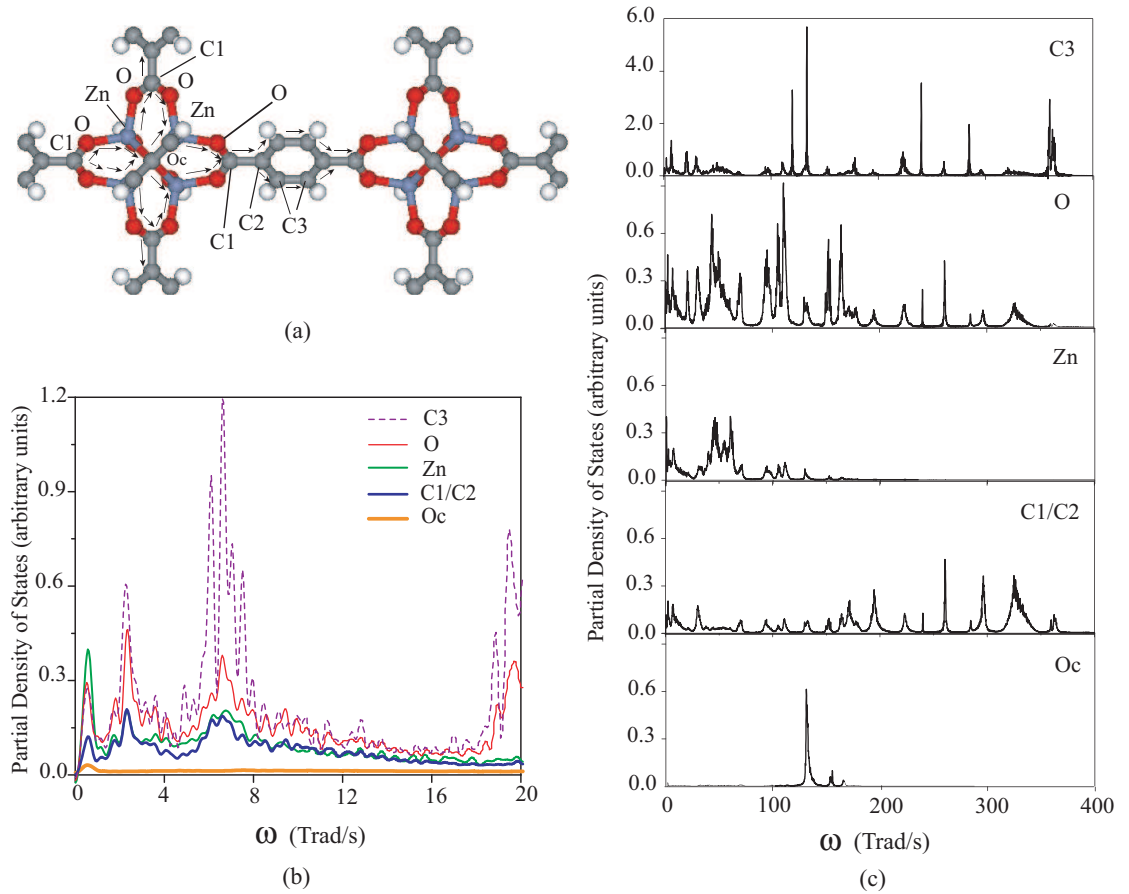 (a)
C1
O
O
Zn
Zn
O
O
C1
Oc
C2
C3
C1
(a)
(b)
Partial Density of States (arbitrary units)
1.2
0.9
0.6
0.3
0.0
C3
O
Zn
C1/C2
Oc
0
4
8
12
16
20
ω (Trad/s)
(b)
(c)
Partial Density of States (arbitrary units)
6.0
4.0
2.0
0.0
C3
0.6
0.3
0.0
O
0.6
0.3
0.0
Zn
0.6
0.3
0.0
C1/C2
0.6
0.3
0.0
Oc
0
100
200
300
400
ω (Trad/s)
(c)